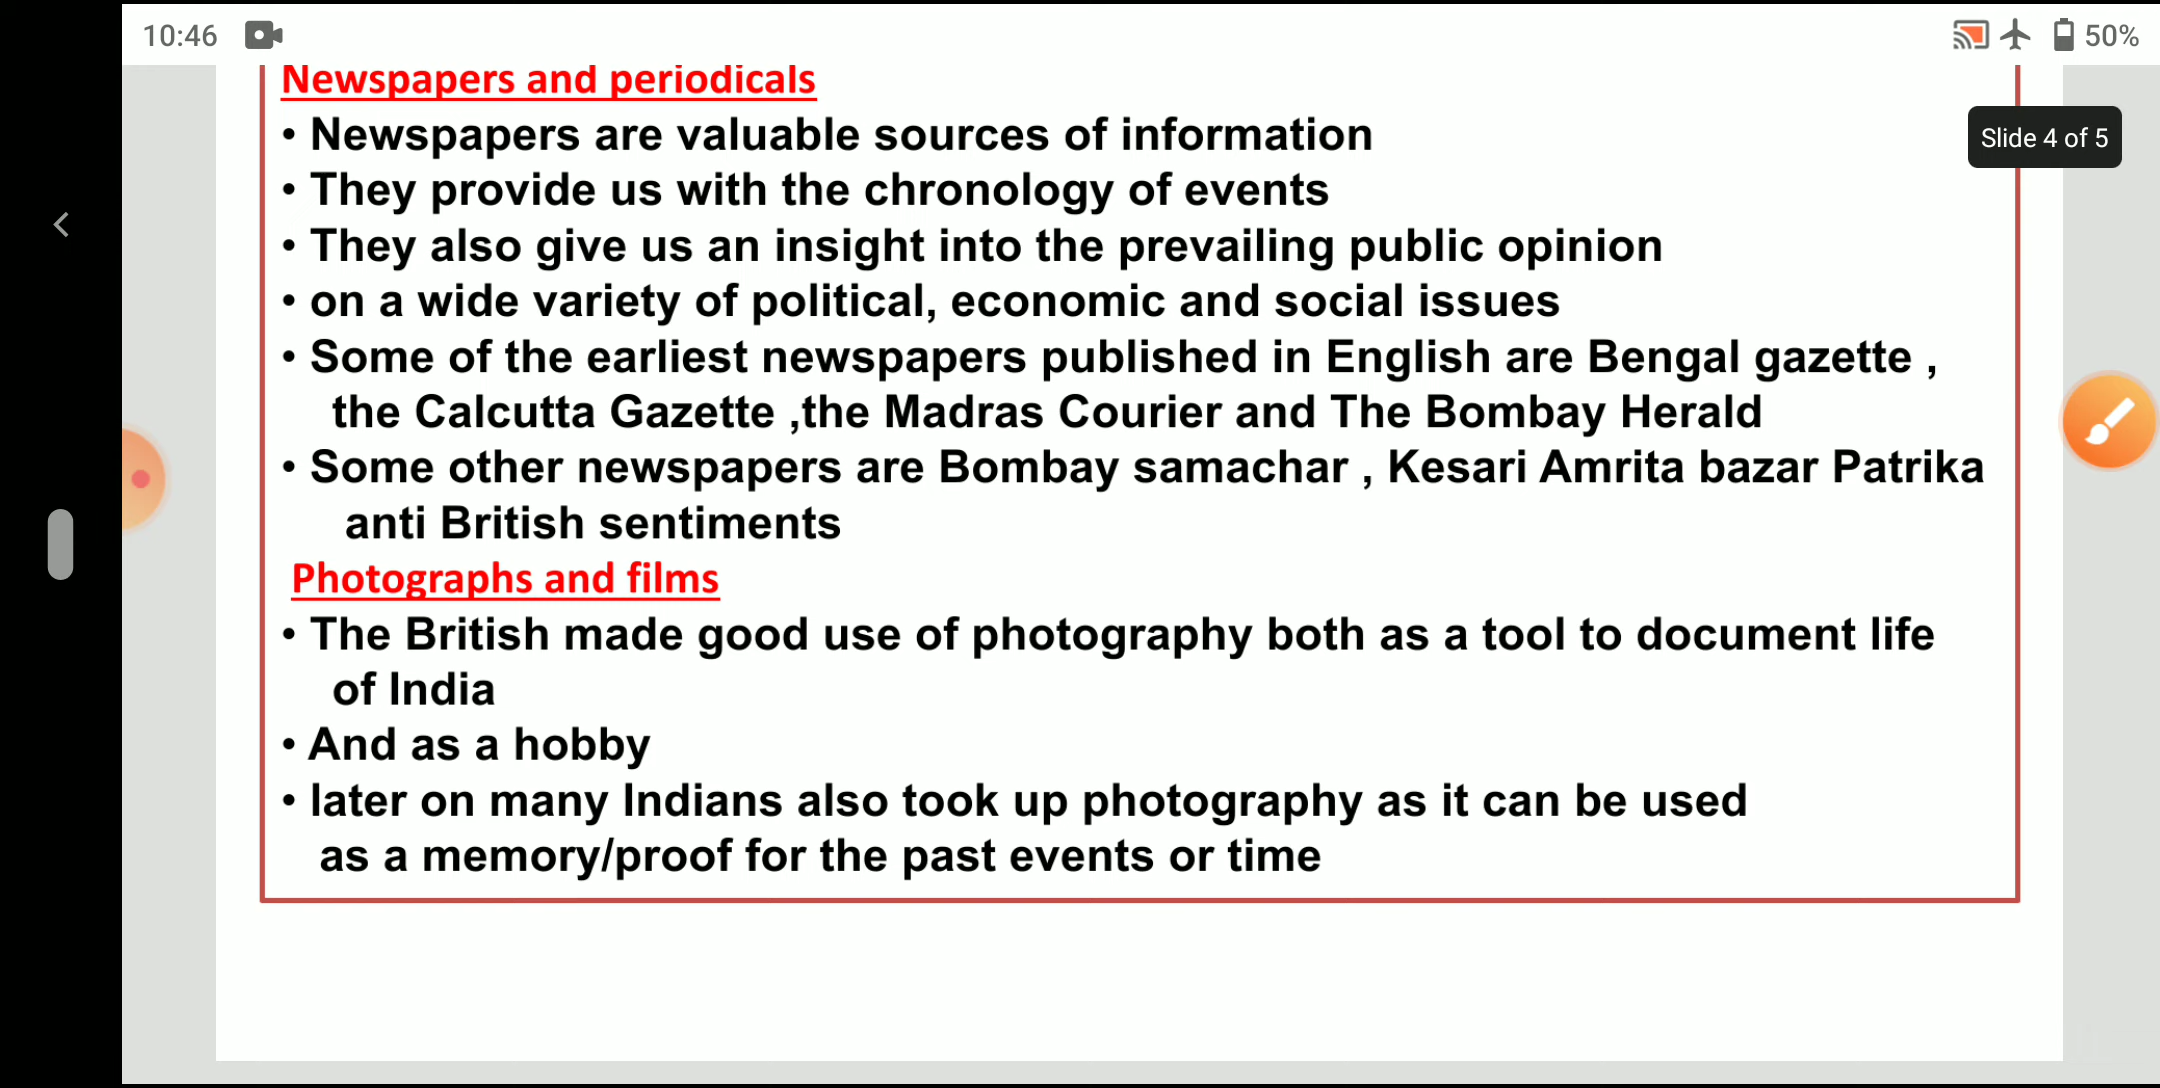 10:46
50%
Newspapers and periodicals
Slide 4 of 5
• Newspapers are valuable sources of information
• They provide us with the chronology of events
• They also give us an insight into the prevailing public opinion
• on a wide variety of political, economic and social issues
• Some of the earliest newspapers published in English are Bengal gazette ,
the Calcutta Gazette ,the Madras Courier and The Bombay Herald
• Some other newspapers are Bombay samachar , Kesari Amrita bazar Patrika
anti British sentiments
Photographs and films
• The British made good use of photography both as a tool to document life
of India
• And as a hobby
• later on many Indians also took up photography as it can be used
as a memory/proof for the past events or time